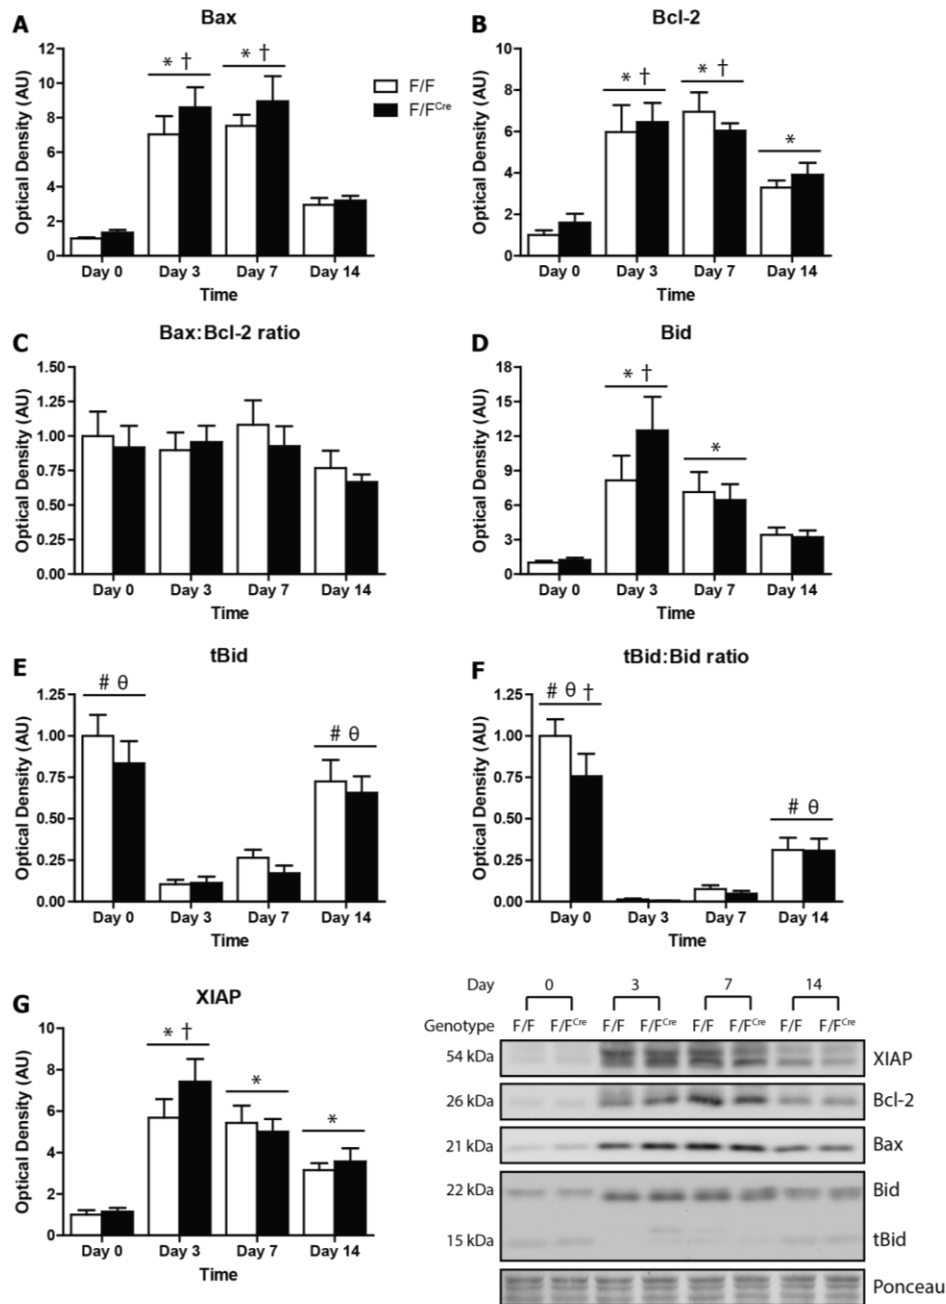 A
Bax
Optical Density (AU)
12
10
8
6
4
2
0
* †
* †
F/F
F/F^Cre
Day 0 Day 3 Day 7 Day 14
Time
B
Bcl-2
Optical Density (AU)
10
8
6
4
2
0
* †
* †
*
Day 0 Day 3 Day 7 Day 14
Time
C
Bax:Bcl-2 ratio
Optical Density (AU)
1.50
1.25
1.00
0.75
0.50
0.25
0.00
Day 0 Day 3 Day 7 Day 14
Time
D
Bid
Optical Density (AU)
18
15
12
9
6
3
0
* †
*
Day 0 Day 3 Day 7 Day 14
Time
E
tBid
Optical Density (AU)
1.25
1.00
0.75
0.50
0.25
0.00
# θ
# θ
Day 0 Day 3 Day 7 Day 14
Time
F
tBid:Bid ratio
Optical Density (AU)
1.25
1.00
0.75
0.50
0.25
0.00
# θ †
# θ
Day 0 Day 3 Day 7 Day 14
Time
G
XIAP
Optical Density (AU)
10
8
6
4
2
0
* †
*
*
Day 0 Day 3 Day 7 Day 14
Time
Day 0 3 7 14
Genotype F/F F/F^Cre F/F F/F^Cre F/F F/F^Cre F/F F/F^Cre
54 kDa XIAP
26 kDa Bcl-2
21 kDa Bax
22 kDa Bid
15 kDa tBid
Ponceau